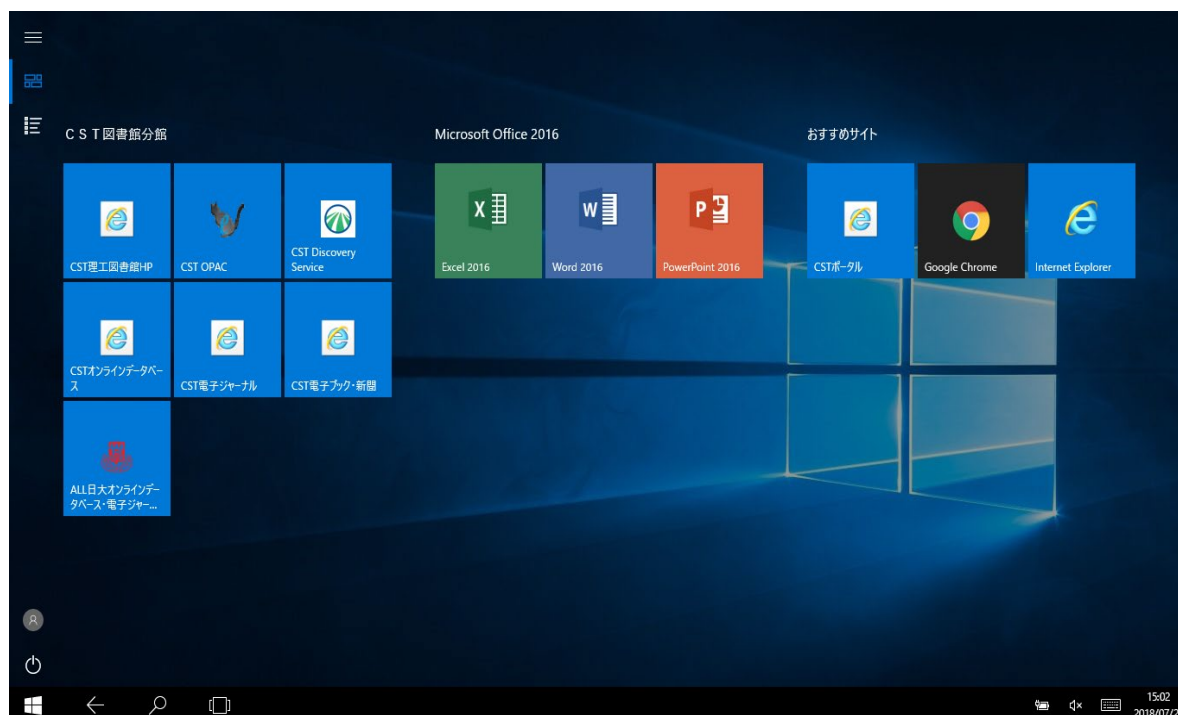 ＣＳＴ図書館分館
Microsoft Office 2016
おすすめサイト
CST理工図書館HP
CST OPAC
CST Discovery
Service
Excel 2016
Word 2016
PowerPoint 2016
CSTポータル
Google Chrome
Internet Explorer
CSTオンラインデータベー
ス
CST電子ジャーナル
CST電子ブック・新聞
ALL日大オンラインデー
タベース・電子ジャー...
15:02